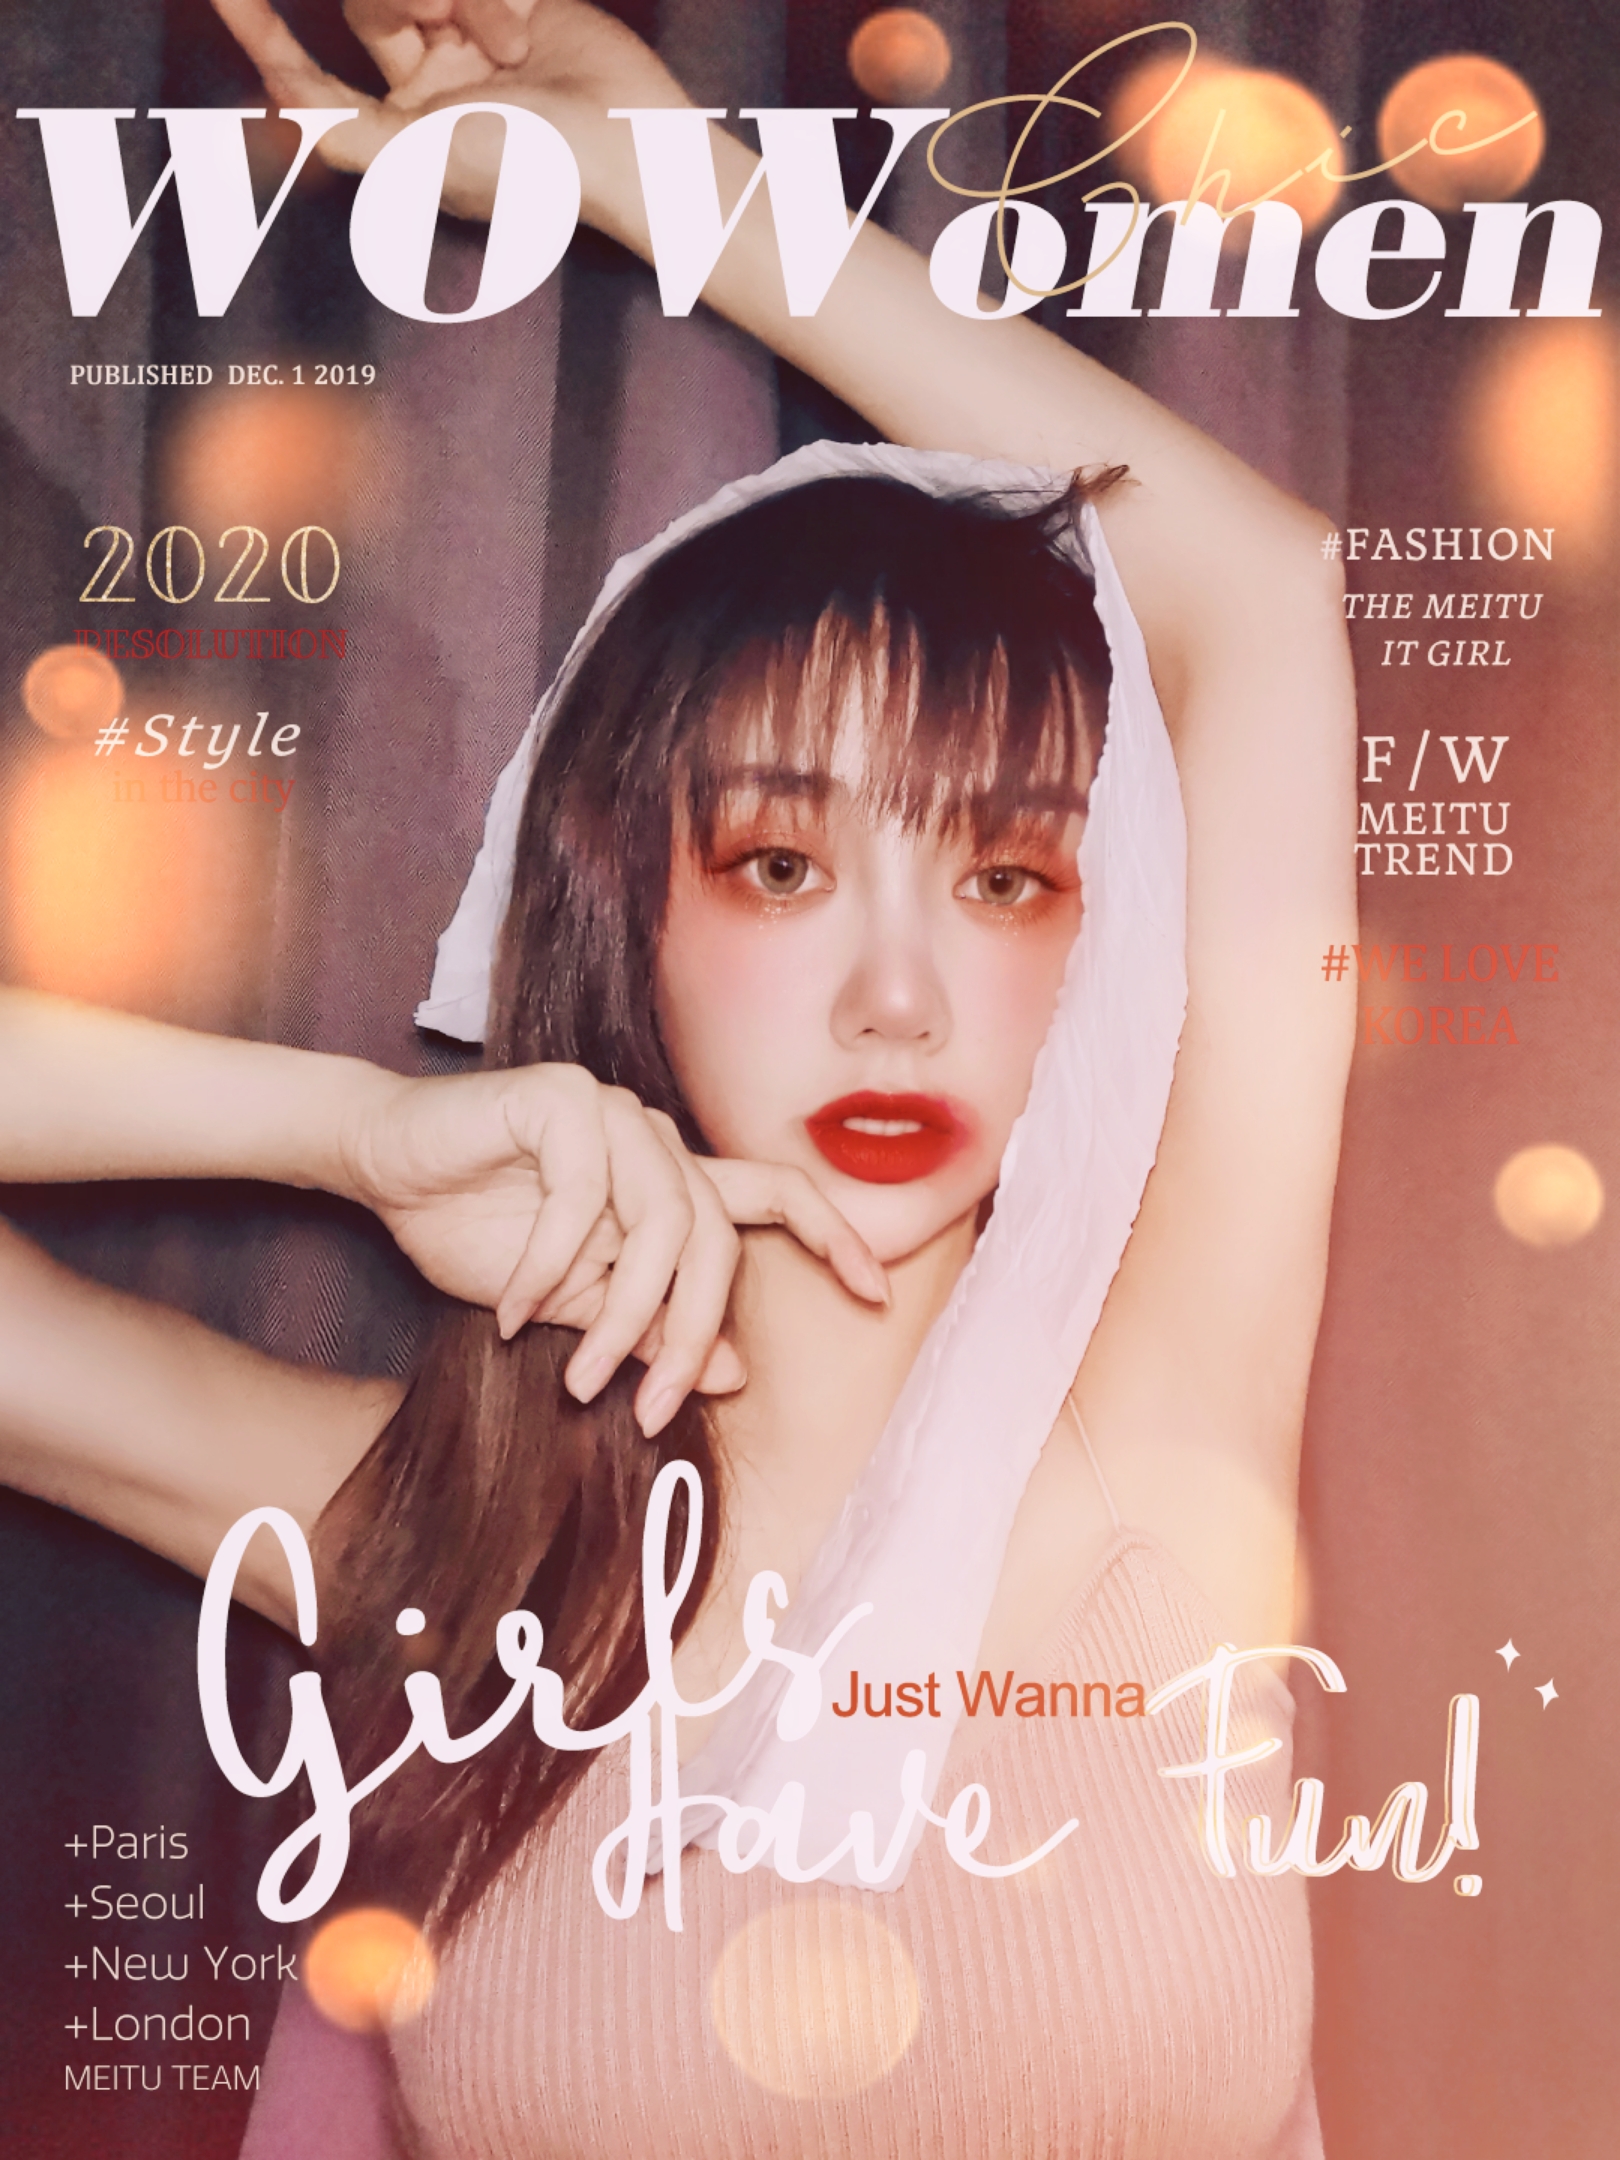 WOWomen
Chic
PUBLISHED DEC. 1 2019
2020
RESOLUTION
#Style
in the city
#FASHION
THE MEITU
IT GIRL
F/W
MEITU
TREND
#WE LOVE
KOREA
Girls
Just Wanna
Have Fun!
+Paris
+Seoul
+New York
+London
MEITU TEAM